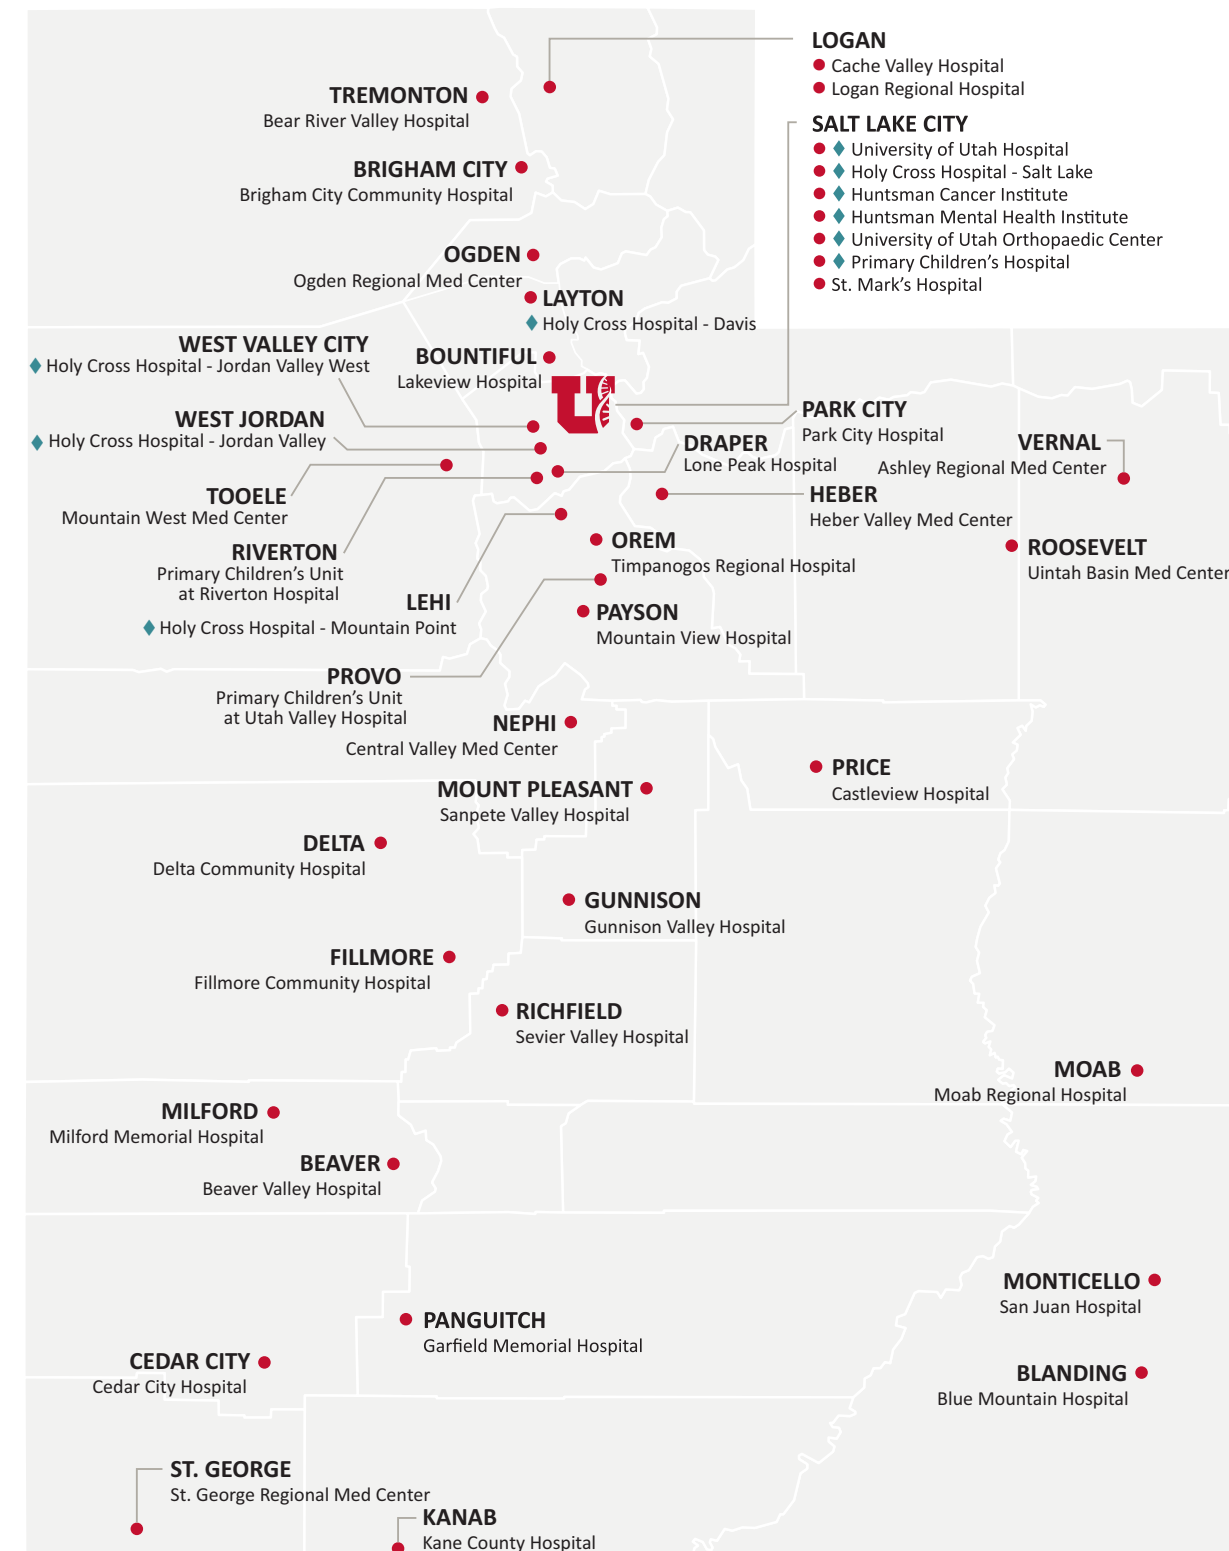 LOGAN
Cache Valley Hospital
Logan Regional Hospital
TREMONTON
Bear River Valley Hospital
SALT LAKE CITY
University of Utah Hospital
Holy Cross Hospital - Salt Lake
Huntsman Cancer Institute
Huntsman Mental Health Institute
University of Utah Orthopaedic Center
Primary Children’s Hospital
St. Mark’s Hospital
BRIGHAM CITY
Brigham City Community Hospital
OGDEN
Ogden Regional Med Center
LAYTON
Holy Cross Hospital - Davis
WEST VALLEY CITY
Holy Cross Hospital - Jordan Valley West
BOUNTIFUL
Lakeview Hospital
U
WEST JORDAN
Holy Cross Hospital - Jordan Valley
PARK CITY
Park City Hospital
DRAPER
Lone Peak Hospital
VERNAL
Ashley Regional Med Center
TOOELE
Mountain West Med Center
HEBER
Heber Valley Med Center
RIVERTON
Primary Children’s Unit
at Riverton Hospital
OREM
Timpanogos Regional Hospital
ROOSEVELT
Uintah Basin Med Center
LEHI
Holy Cross Hospital - Mountain Point
PAYSON
Mountain View Hospital
PROVO
Primary Children’s Unit
at Utah Valley Hospital
NEPHI
Central Valley Med Center
PRICE
Castleview Hospital
MOUNT PLEASANT
Sanpete Valley Hospital
DELTA
Delta Community Hospital
GUNNISON
Gunnison Valley Hospital
FILLMORE
Fillmore Community Hospital
RICHFIELD
Sevier Valley Hospital
MOAB
Moab Regional Hospital
MILFORD
Milford Memorial Hospital
BEAVER
Beaver Valley Hospital
MONTICELLO
San Juan Hospital
PANGUITCH
Garfield Memorial Hospital
CEDAR CITY
Cedar City Hospital
BLANDING
Blue Mountain Hospital
ST. GEORGE
St. George Regional Med Center
KANAB
Kane County Hospital